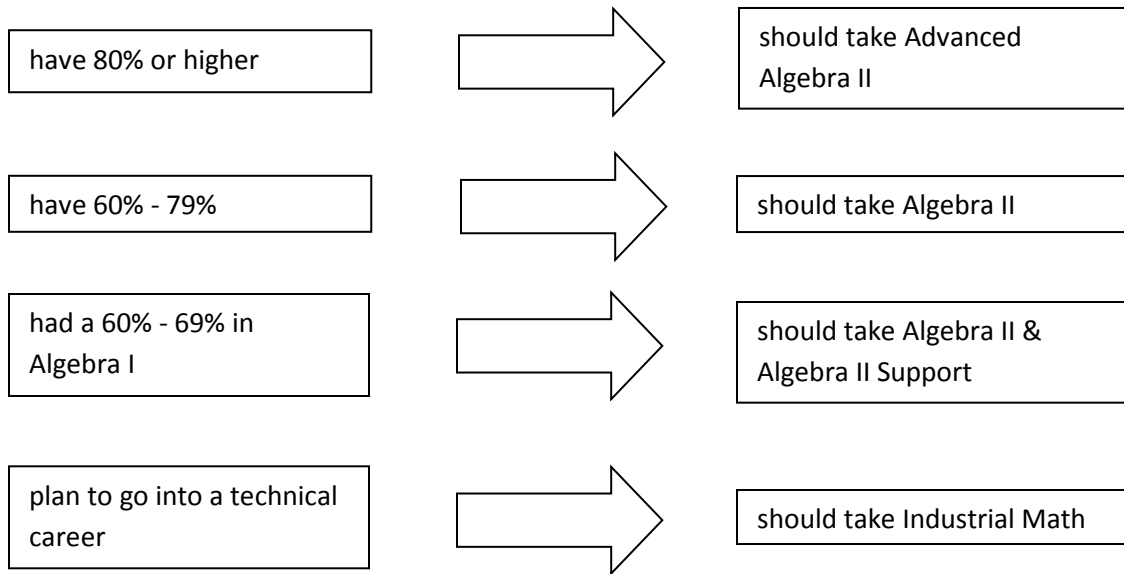 have 80% or higher
should take Advanced
Algebra II
have 60% - 79%
should take Algebra II
had a 60% - 69% in
Algebra I
should take Algebra II &
Algebra II Support
plan to go into a technical
career
should take Industrial Math